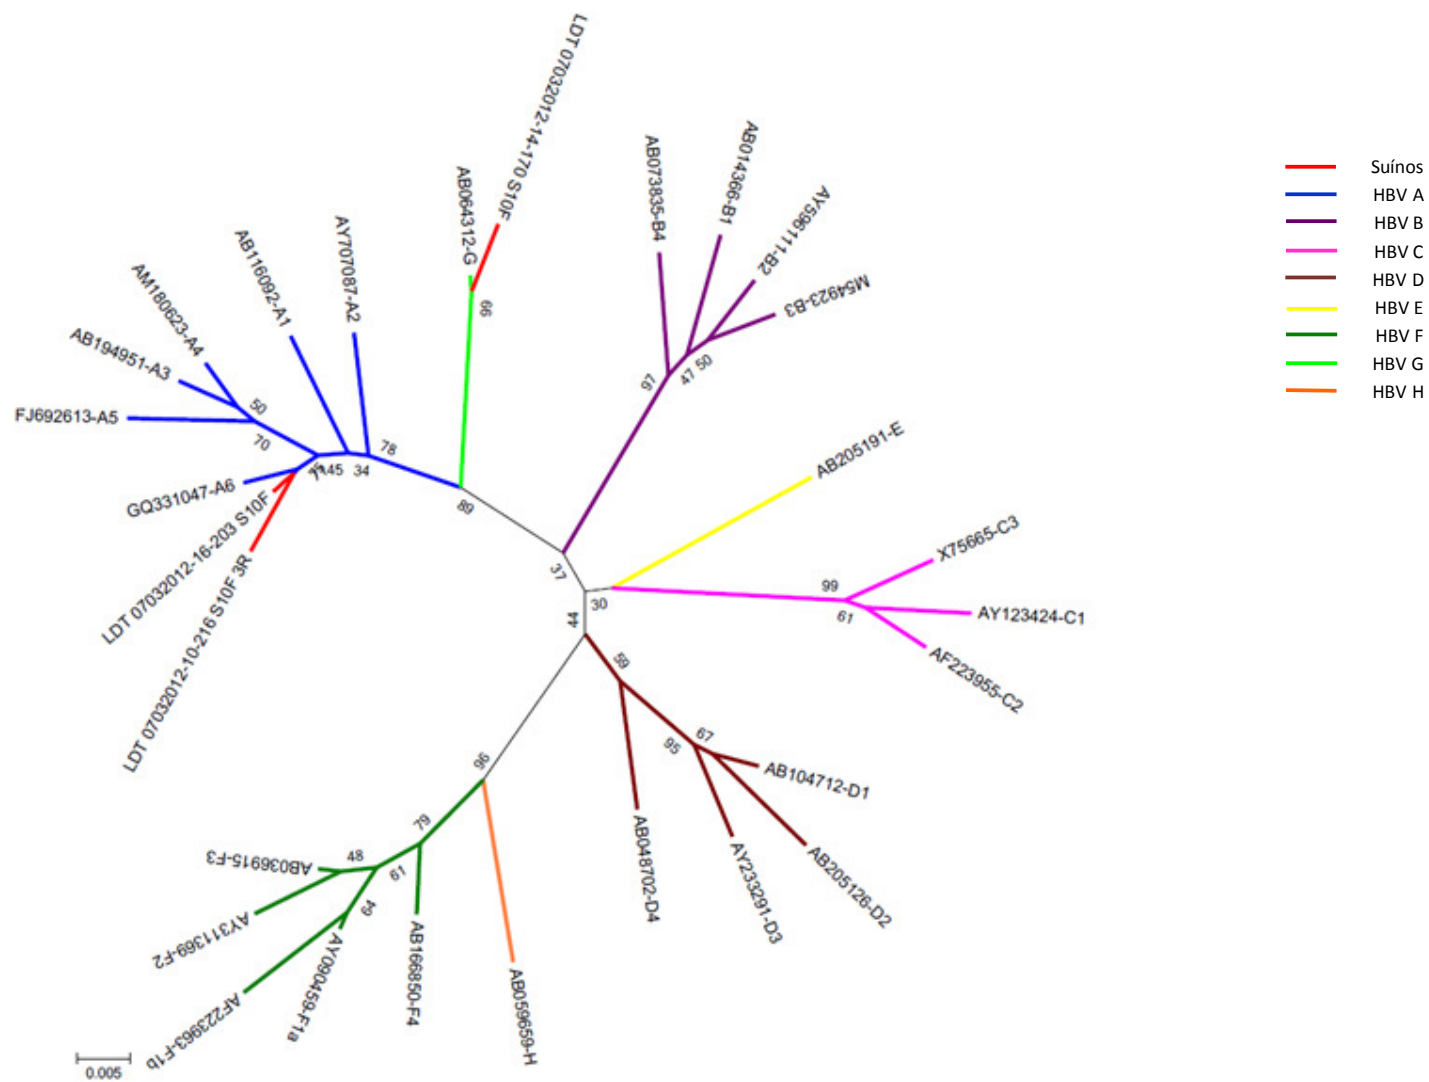 LDT 07032012-14-170 S10F
AB064312-G
AB073835-B4
AB014366-B1
AY596111-B2
M54923-B3
AY707087-A2
AB116092-A1
AM180623-A4
AB194951-A3
FJ692613-A5
GQ331047-A6
LDT 07032012-16-203 S10F
LDT 07032012-10-216 S10F 3R
66
97
47
50
50
70
45
34
78
89
37
30
44
AB205191-E
X75665-C3
99
61
AY123424-C1
AF223955-C2
59
95
67
AB104712-D1
AB205126-D2
AY233291-D3
AB048702-D4
96
79
61
48
64
AB036915-F3
AY311369-F2
AF223963-F1b
AY090459-F1a
AB166850-F4
AB059659-H
0.005
Suínos
HBV A
HBV B
HBV C
HBV D
HBV E
HBV F
HBV G
HBV H